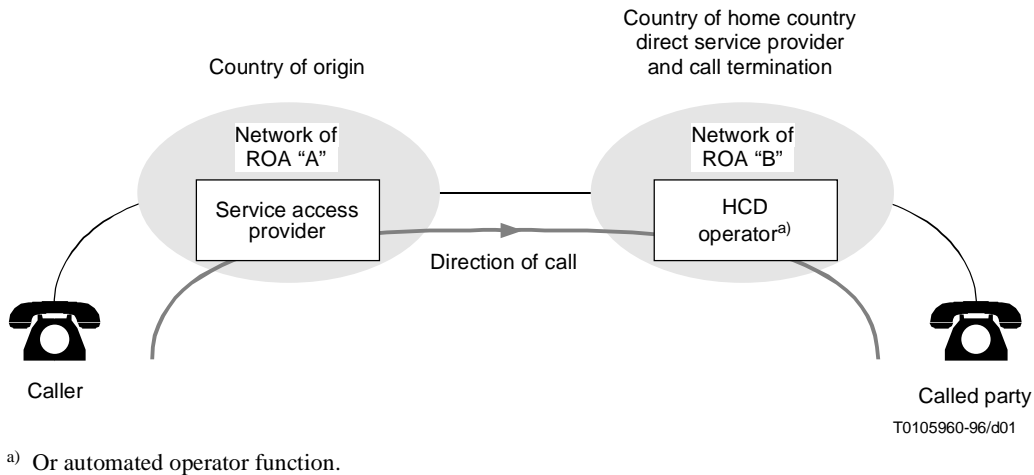 Country of origin
Country of home country
direct service provider
and call termination
Network of
ROA “A”
Network of
ROA “B”
Service access
provider
HCD
operator a)
Direction of call
Caller
Called party
T0105960-96/d01
a) Or automated operator function.